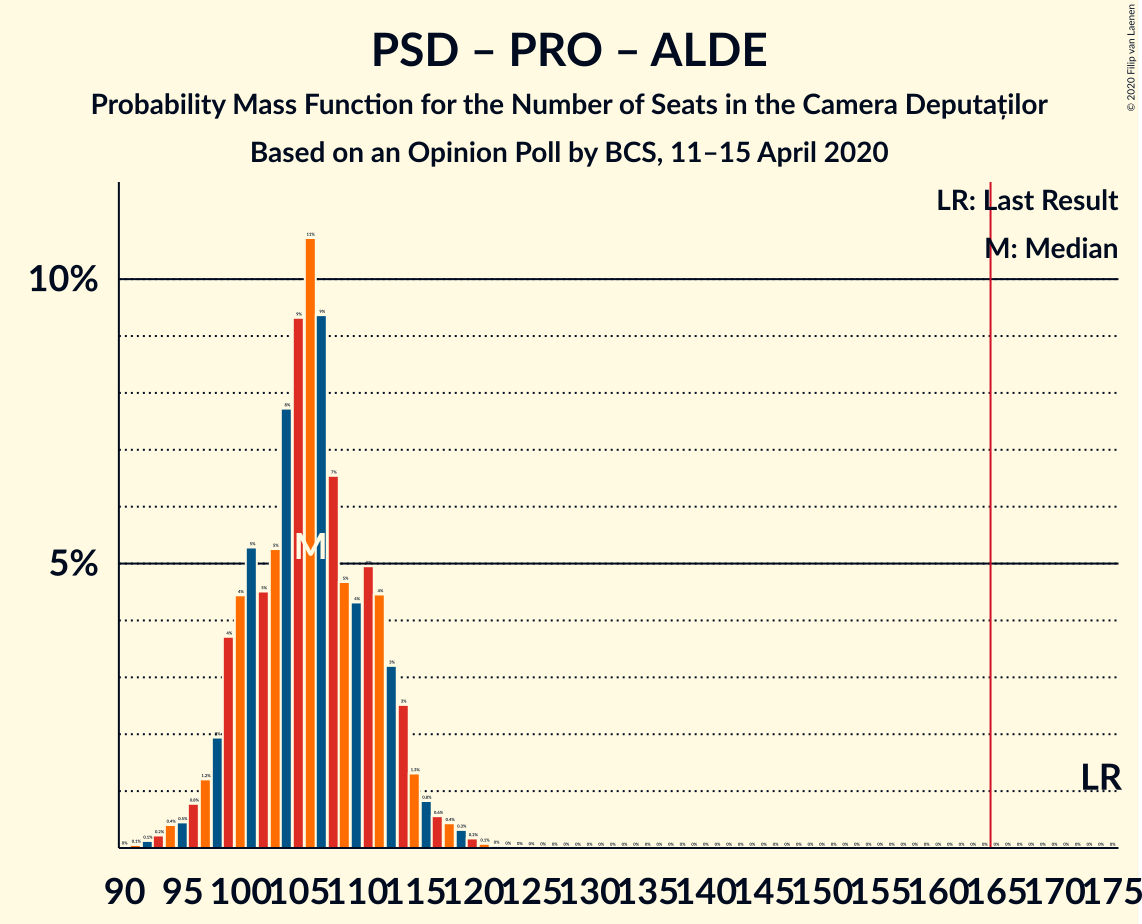 PSD – PRO – ALDE
Probability Mass Function for the Number of Seats in the Camera Deputaților
Based on an Opinion Poll by BCS, 11–15 April 2020
© 2020 Filip van Laenen
LR: Last Result
M: Median
10%
5%
M
LR
90 95 100 105 110 115 120 125 130 135 140 145 150 155 160 165 170 175